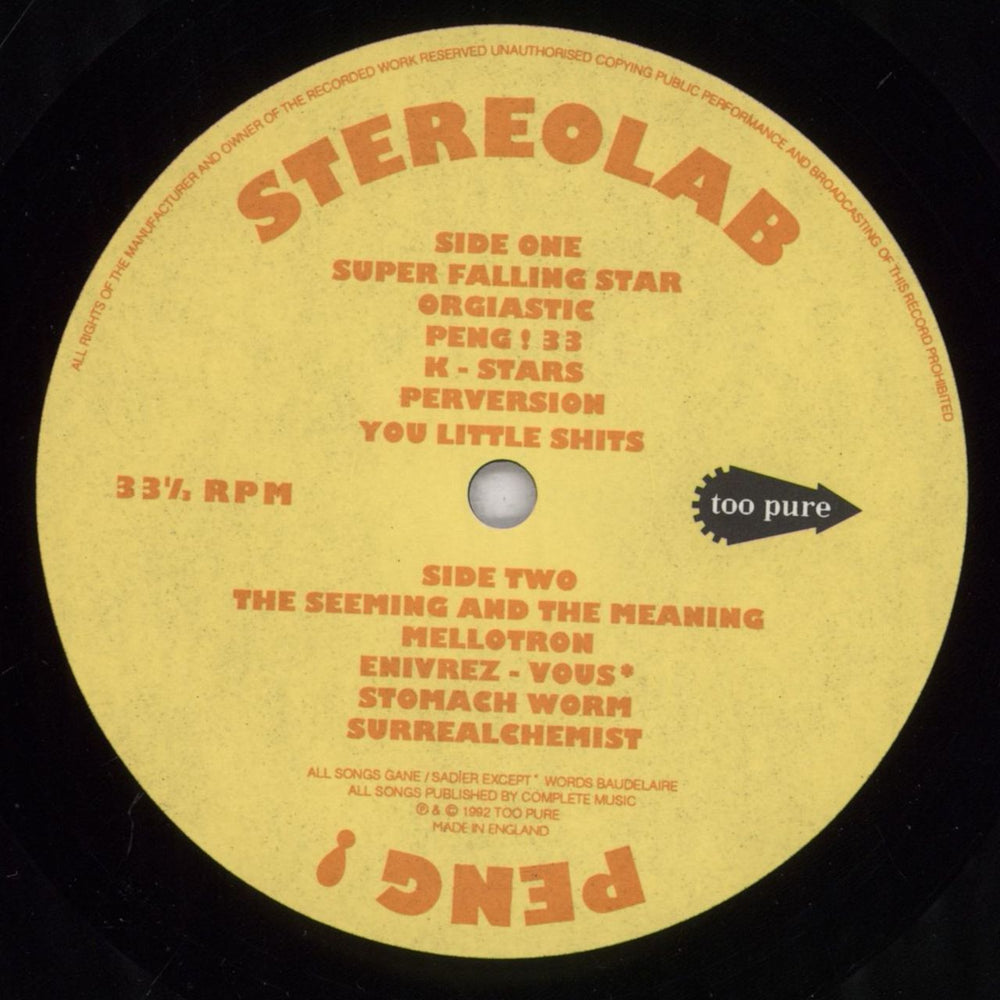 ALL RIGHTS OF THE MANUFACTURER AND OWNER OF THE RECORDED WORK RESERVED UNAUTHORISED COPYING PUBLIC PERFORMANCE AND BROADCASTING OF THIS RECORD PROHIBITED
STEREOLAB
SIDE ONE
SUPER FALLING STAR
ORGIASTIC
PENG ! 33
K - STARS
PERVERSION
YOU LITTLE SHITS
33⅓ RPM
too pure
SIDE TWO
THE SEEMING AND THE MEANING
MELLOTRON
ENIVREZ - VOUS*
STOMACH WORM
SURREALCHEMIST
ALL SONGS GANE / SADIER EXCEPT * WORDS BAUDELAIRE
ALL SONGS PUBLISHED BY COMPLETE MUSIC
℗ & © 1992 TOO PURE
MADE IN ENGLAND
PENG !